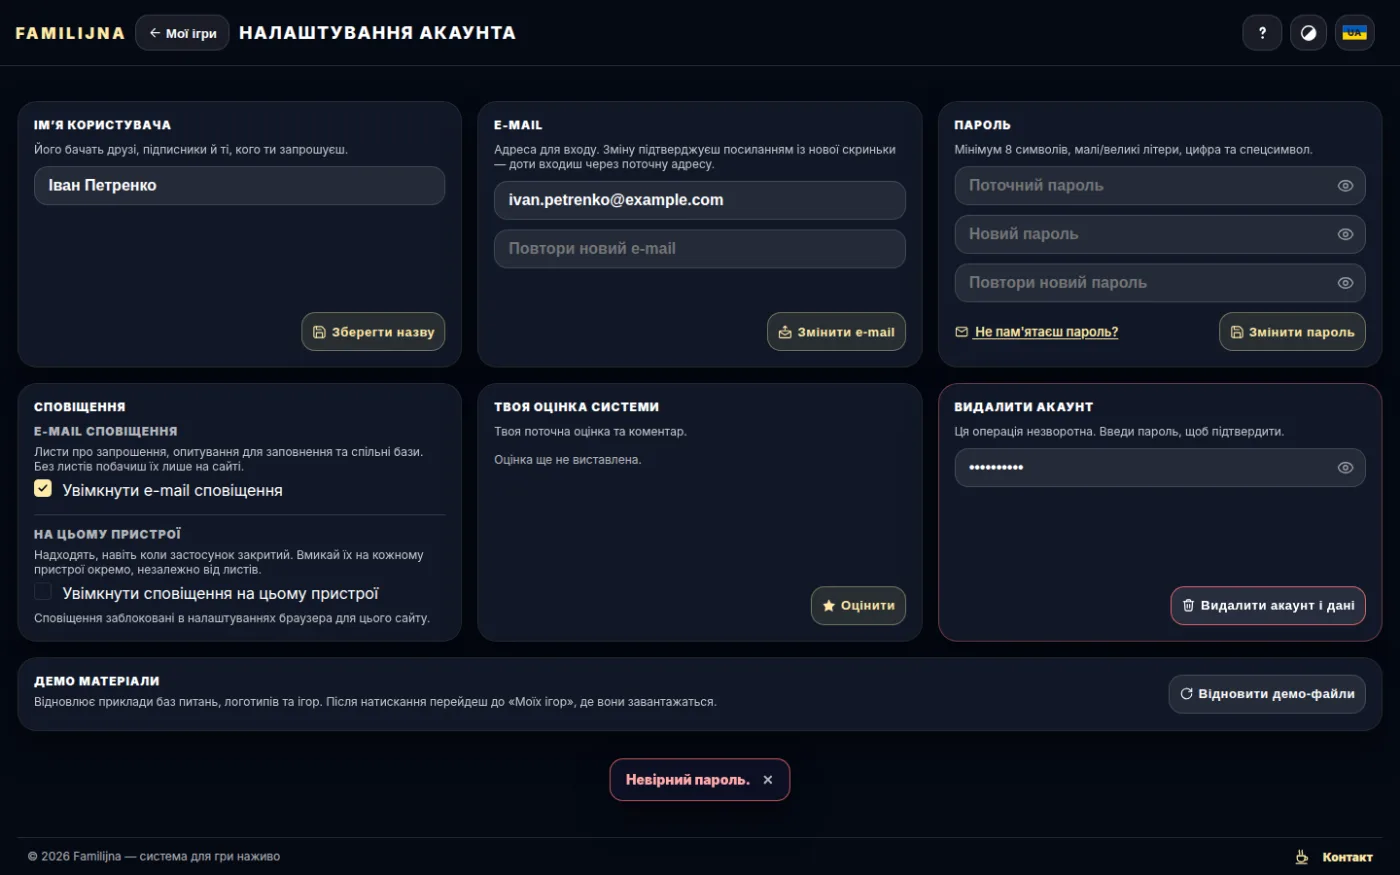 FAMILIJNA
← Мої ігри
НАЛАШТУВАННЯ АКАУНТА
?
UA
ІМ'Я КОРИСТУВАЧА
Його бачать друзі, підписники й ті, кого ти запрошуєш.
Іван Петренко
Зберегти назву
E-MAIL
Адреса для входу. Зміну підтверджуєш посиланням із нової скриньки
— доти входиш через поточну адресу.
ivan.petrenko@example.com
Повтори новий e-mail
Змінити e-mail
ПАРОЛЬ
Мінімум 8 символів, малі/великі літери, цифра та спецсимвол.
Поточний пароль
Новий пароль
Повтори новий пароль
Не пам'ятаєш пароль?
Змінити пароль
СПОВІЩЕННЯ
E-MAIL СПОВІЩЕННЯ
Листи про запрошення, опитування для заповнення та спільні бази.
Без листів побачиш їх лише на сайті.
Увімкнути e-mail сповіщення
НА ЦЬОМУ ПРИСТРОЇ
Надходять, навіть коли застосунок закритий. Вмикай їх на кожному
пристрої окремо, незалежно від листів.
Увімкнути сповіщення на цьому пристрої
Сповіщення заблоковані в налаштуваннях браузера для цього сайту.
ТВОЯ ОЦІНКА СИСТЕМИ
Твоя поточна оцінка та коментар.
Оцінка ще не виставлена.
Оцінити
ВИДАЛИТИ АКАУНТ
Ця операція незворотна. Введи пароль, щоб підтвердити.
••••••••••
Видалити акаунт і дані
ДЕМО МАТЕРІАЛИ
Відновлює приклади баз питань, логотипів та ігор. Після натискання перейдеш до «Моїх ігор», де вони завантажаться.
Відновити демо-файли
Невірний пароль. ✕
© 2026 Familijna — система для гри наживо
Контакт